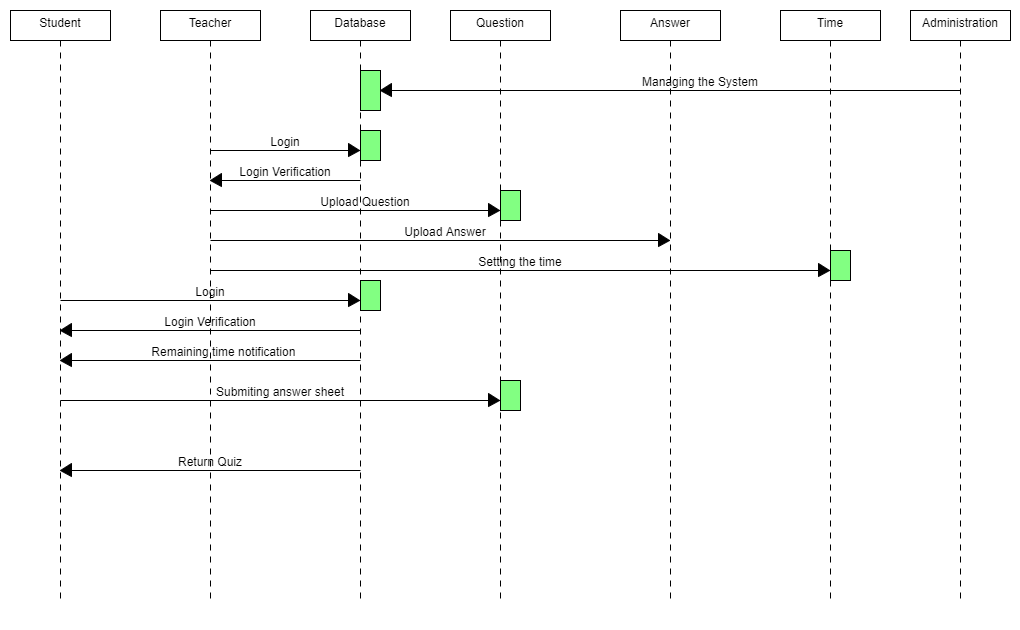 Student
Teacher
Database
Question
Answer
Time
Administration
Managing the System
Login
Login Verification
Upload Question
Upload Answer
Setting the time
Login
Login Verification
Remaining time notification
Submiting answer sheet
Return Quiz